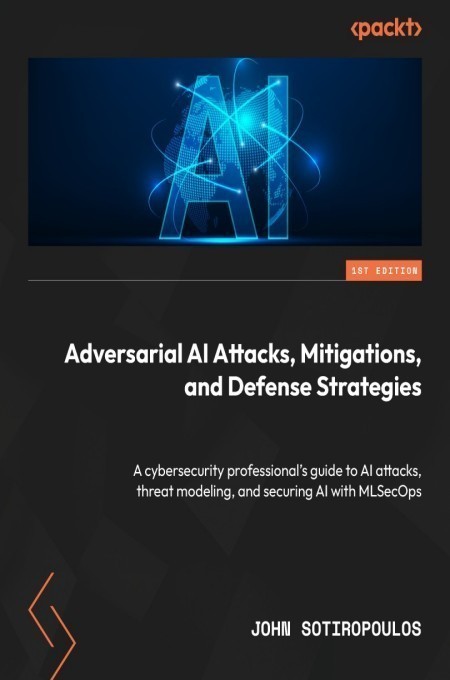 <packt>
AI
1ST EDITION
Adversarial AI Attacks, Mitigations,
and Defense Strategies
A cybersecurity professional's guide to AI attacks,
threat modeling, and securing AI with MLSecOps
JOHN SOTIROPOULOS